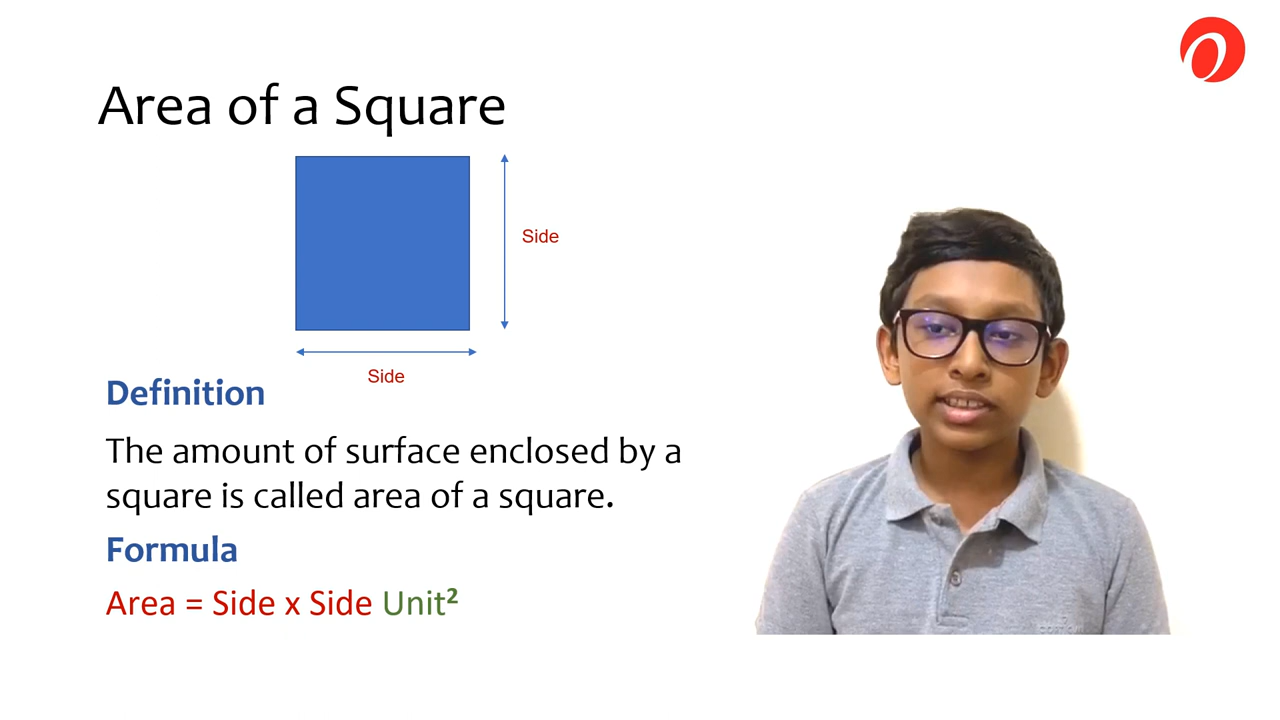 Area of a Square
Side
Side
Definition
The amount of surface enclosed by a
square is called area of a square.
Formula
Area = Side x Side Unit²